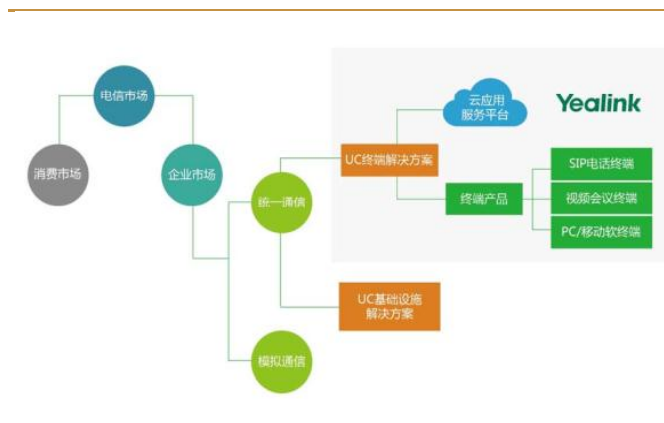 电信市场
消费市场
企业市场
统一通信
模拟通信
UC终端解决方案
UC基础设施
解决方案
云应用
服务平台
Yealink
终端产品
SIP电话终端
视频会议终端
PC/移动软终端